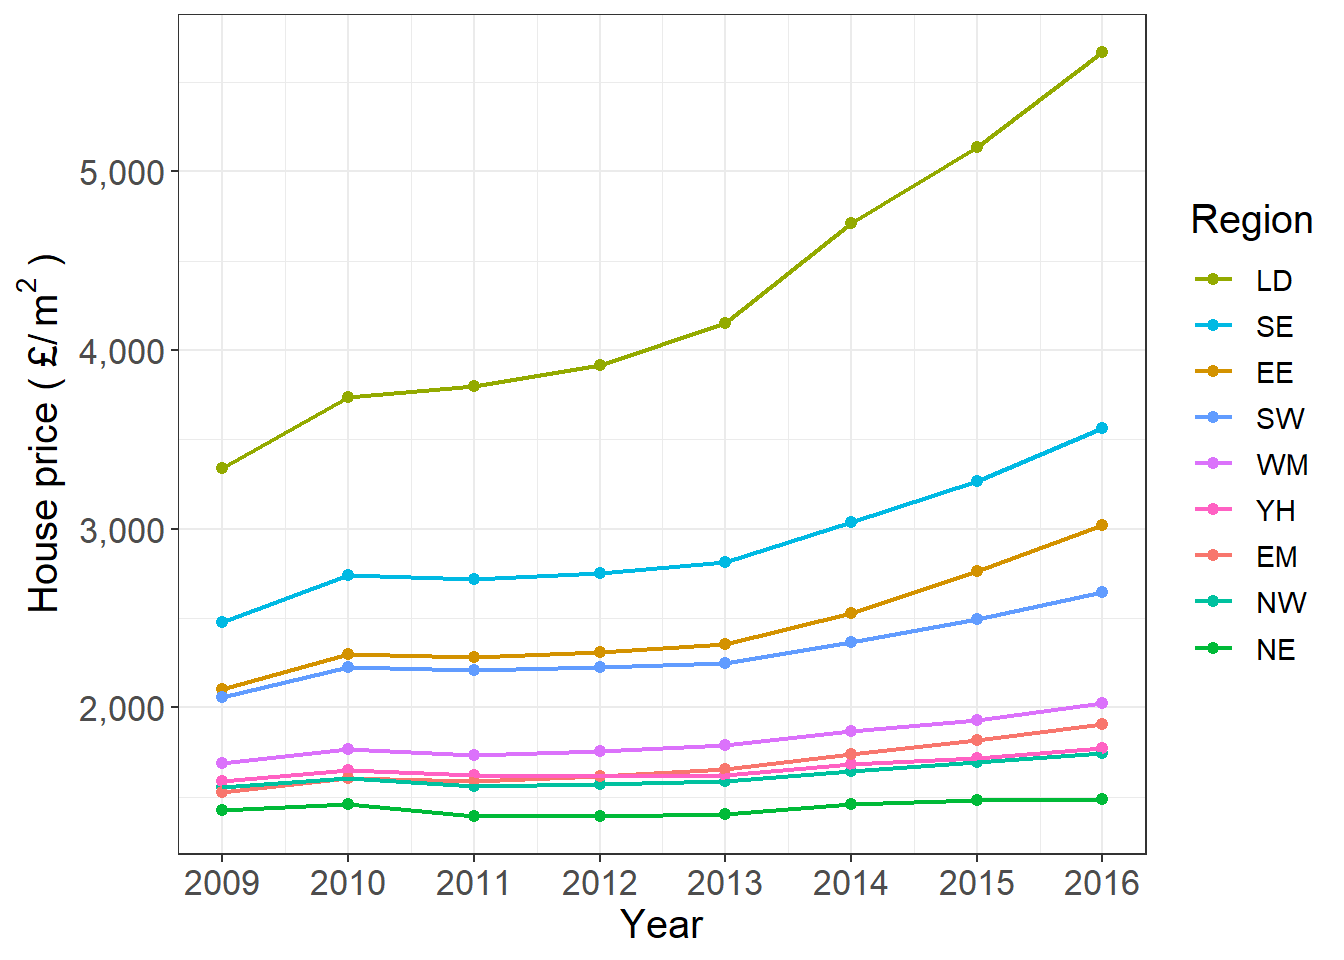 House price ( £/ m²)
5,000
4,000
3,000
2,000
2009 2010 2011 2012 2013 2014 2015 2016
Year
Region
LD
SE
EE
SW
WM
YH
EM
NW
NE